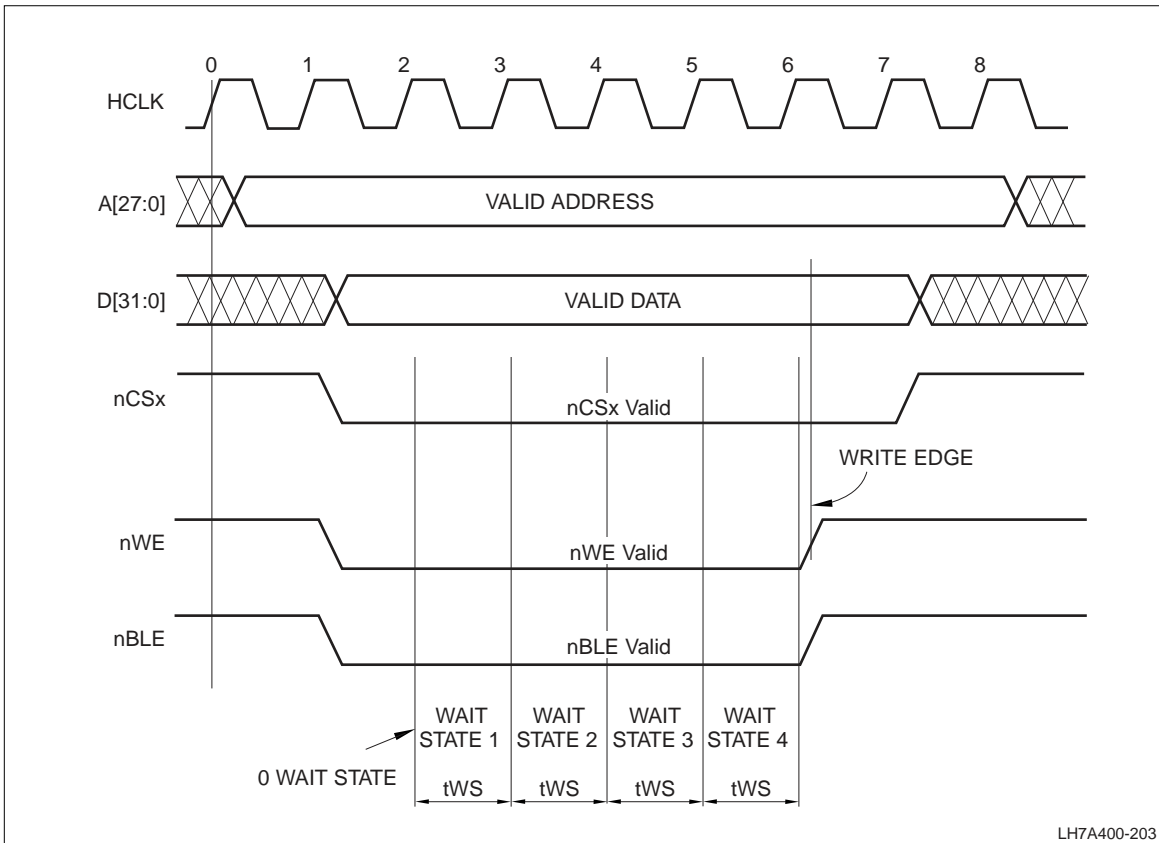 0 1 2 3 4 5 6 7 8
HCLK
A[27:0]
VALID ADDRESS
D[31:0]
VALID DATA
nCSx
nCSx Valid
WRITE EDGE
nWE
nWE Valid
nBLE
nBLE Valid
WAIT STATE 1
WAIT STATE 2
WAIT STATE 3
WAIT STATE 4
0 WAIT STATE
tWS tWS tWS tWS
LH7A400-203